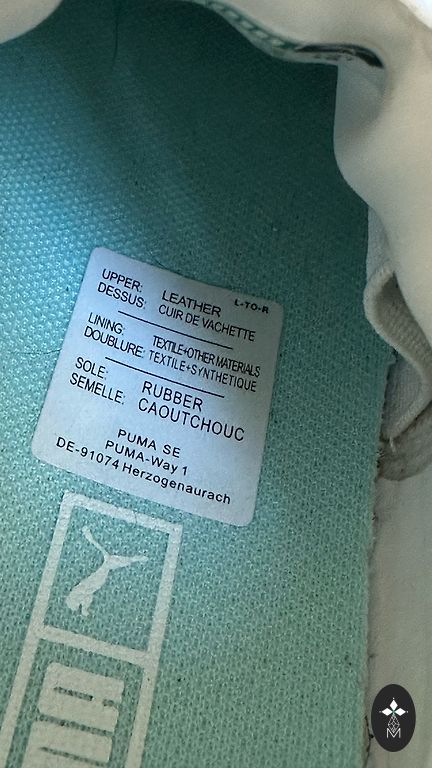 L-TO-R
UPPER: LEATHER
DESSUS: CUIR DE VACHETTE
LINING: TEXTILE+OTHER MATERIALS
DOUBLURE: TEXTILE+SYNTHETIQUE
SOLE: RUBBER
SEMELLE: CAOUTCHOUC
PUMA SE
PUMA-Way 1
DE-91074 Herzogenaurach
M